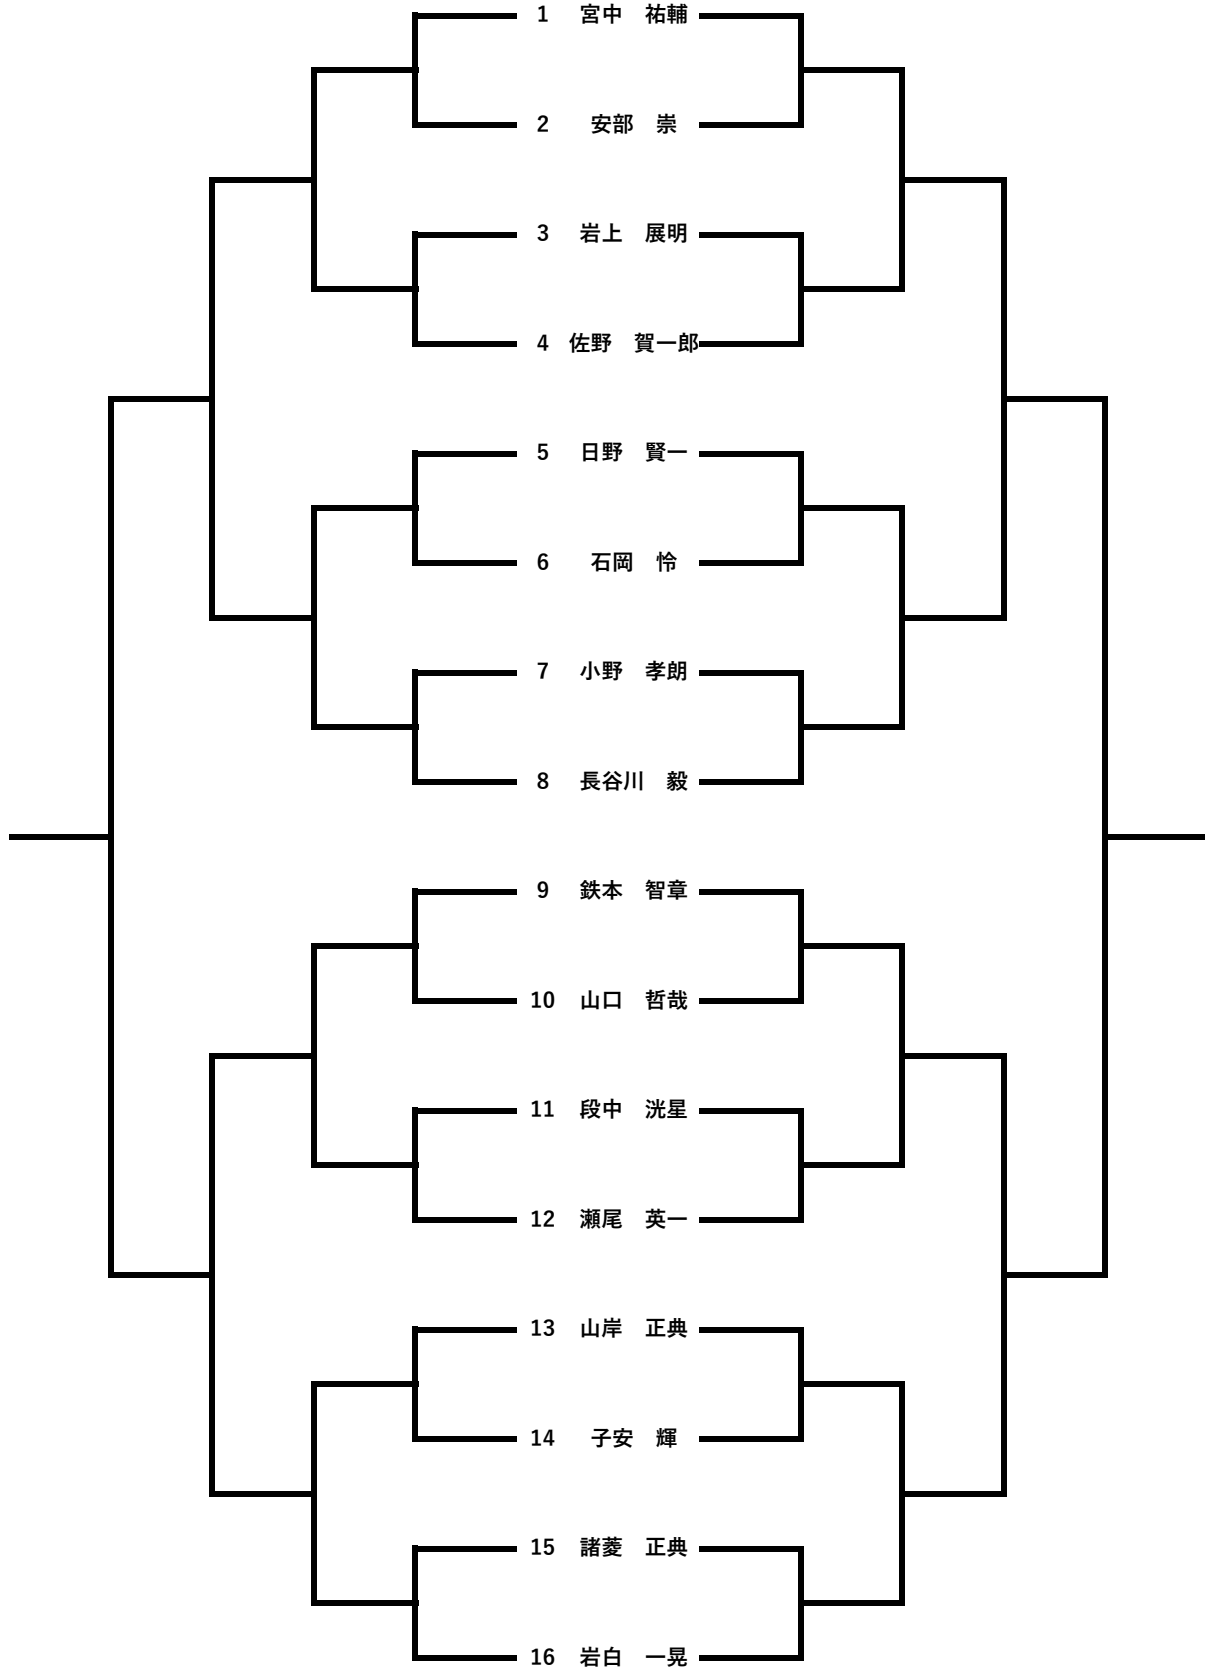 1 宮中　祐輔
2 安部　崇
3 岩上　展明
4 佐野　賀一郎
5 日野　賢一
6 石岡　怜
7 小野　孝朗
8 長谷川　毅
9 鉄本　智章
10 山口　哲哉
11 段中　洸星
12 瀬尾　英一
13 山岸　正典
14 子安　輝
15 諸菱　正典
16 岩白　一晃